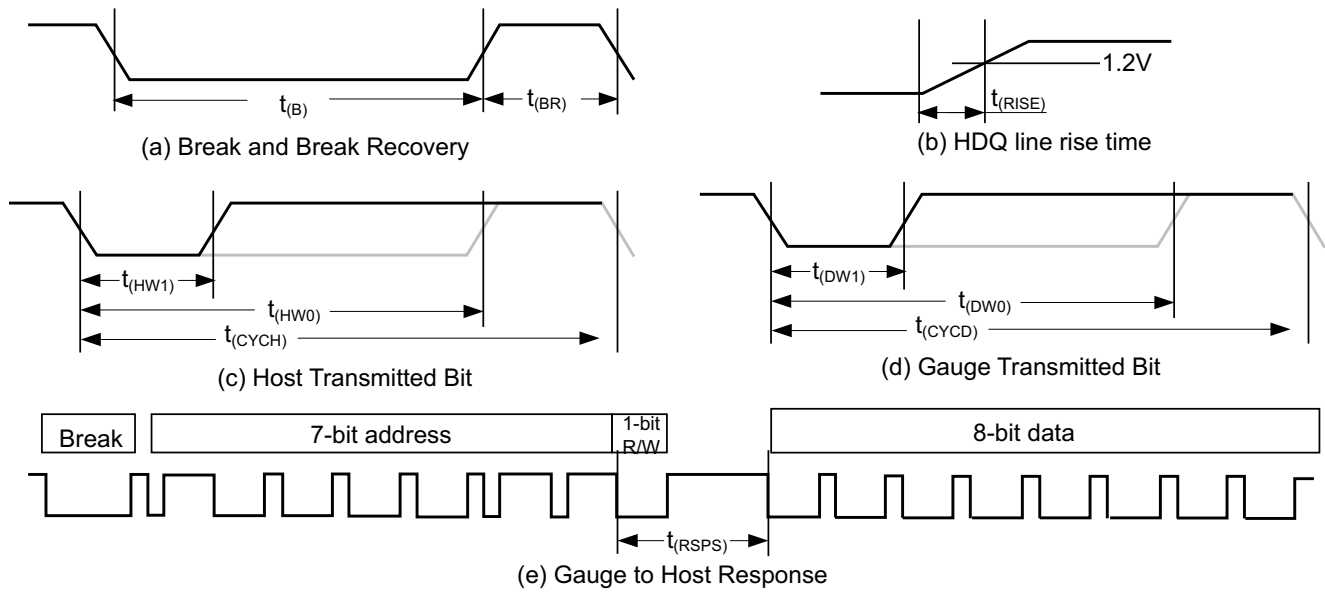 t(B)
t(BR)
(a) Break and Break Recovery
1.2V
t(RISE)
(b) HDQ line rise time
t(HW1)
t(HW0)
t(CYCH)
(c) Host Transmitted Bit
t(DW1)
t(DW0)
t(CYCD)
(d) Gauge Transmitted Bit
Break
7-bit address
1-bit
R/W
8-bit data
t(RSPS)
(e) Gauge to Host Response